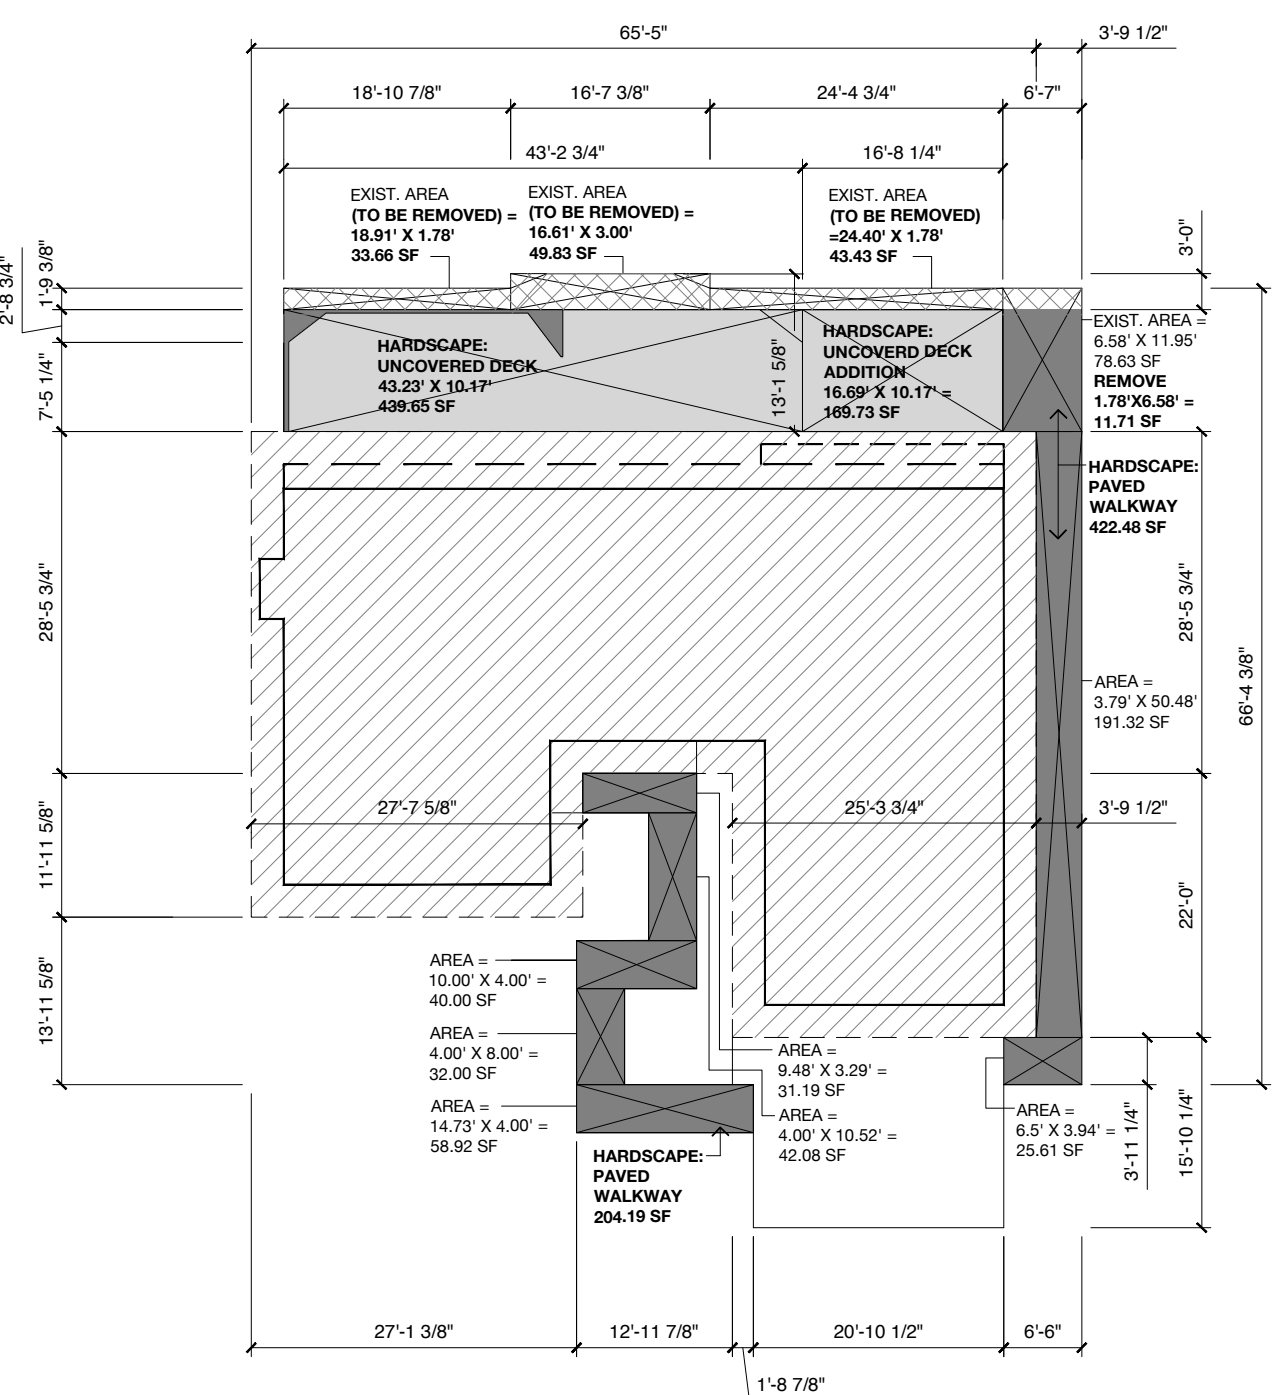 65'-5"
3'-9 1/2"
18'-10 7/8"
16'-7 3/8"
24'-4 3/4"
6'-7"
43'-2 3/4"
16'-8 1/4"
EXIST. AREA
(TO BE REMOVED) =
18.91' X 1.78'
33.66 SF
EXIST. AREA
(TO BE REMOVED) =
16.61' X 3.00'
49.83 SF
EXIST. AREA
(TO BE REMOVED)
=24.40' X 1.78'
43.43 SF
3'-0"
2'-8 3/4"
1'-9 3/8"
7'-5 1/4"
HARDSCAPE:
UNCOVERED DECK
43.23' X 10.17'
439.65 SF
13'-1 5/8"
HARDSCAPE:
UNCOVERD DECK
ADDITION
16.69' X 10.17' =
169.73 SF
EXIST. AREA =
6.58' X 11.95'
78.63 SF
REMOVE
1.78'X6.58' =
11.71 SF
HARDSCAPE:
PAVED
WALKWAY
422.48 SF
28'-5 3/4"
28'-5 3/4"
66'-4 3/8"
AREA =
3.79' X 50.48'
191.32 SF
27'-7 5/8"
25'-3 3/4"
3'-9 1/2"
11'-11 5/8"
22'-0"
13'-11 5/8"
AREA =
10.00' X 4.00' =
40.00 SF
AREA =
4.00' X 8.00' =
32.00 SF
AREA =
14.73' X 4.00' =
58.92 SF
AREA =
9.48' X 3.29' =
31.19 SF
AREA =
4.00' X 10.52' =
42.08 SF
AREA =
6.5' X 3.94' =
25.61 SF
3'-11 1/4"
15'-10 1/4"
HARDSCAPE:
PAVED
WALKWAY
204.19 SF
27'-1 3/8"
12'-11 7/8"
20'-10 1/2"
6'-6"
1'-8 7/8"